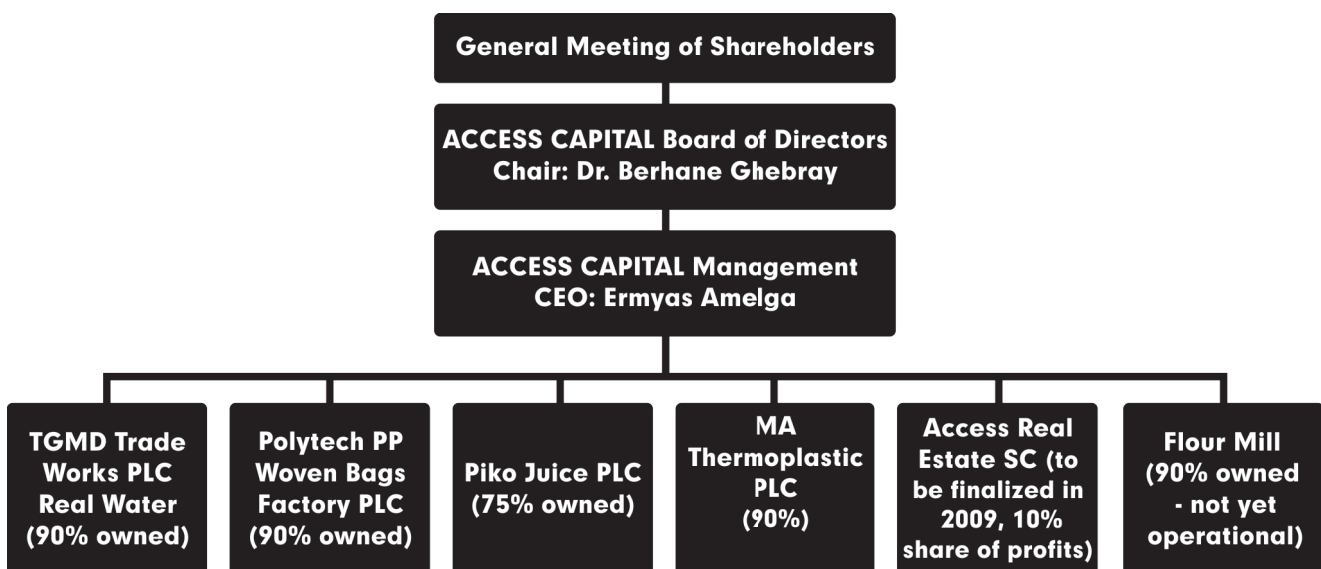 General Meeting of Shareholders
ACCESS CAPITAL Board of Directors
Chair: Dr. Berhane Ghebray
ACCESS CAPITAL Management
CEO: Ermyas Amelga
TGMD Trade
Works PLC
Real Water
(90% owned)
Polytech PP
Woven Bags
Factory PLC
(90% owned)
Piko Juice PLC
(75% owned)
MA
Thermoplastic
PLC
(90%)
Access Real
Estate SC (to
be finalized in
2009, 10%
share of profits)
Flour Mill
(90% owned
- not yet
operational)